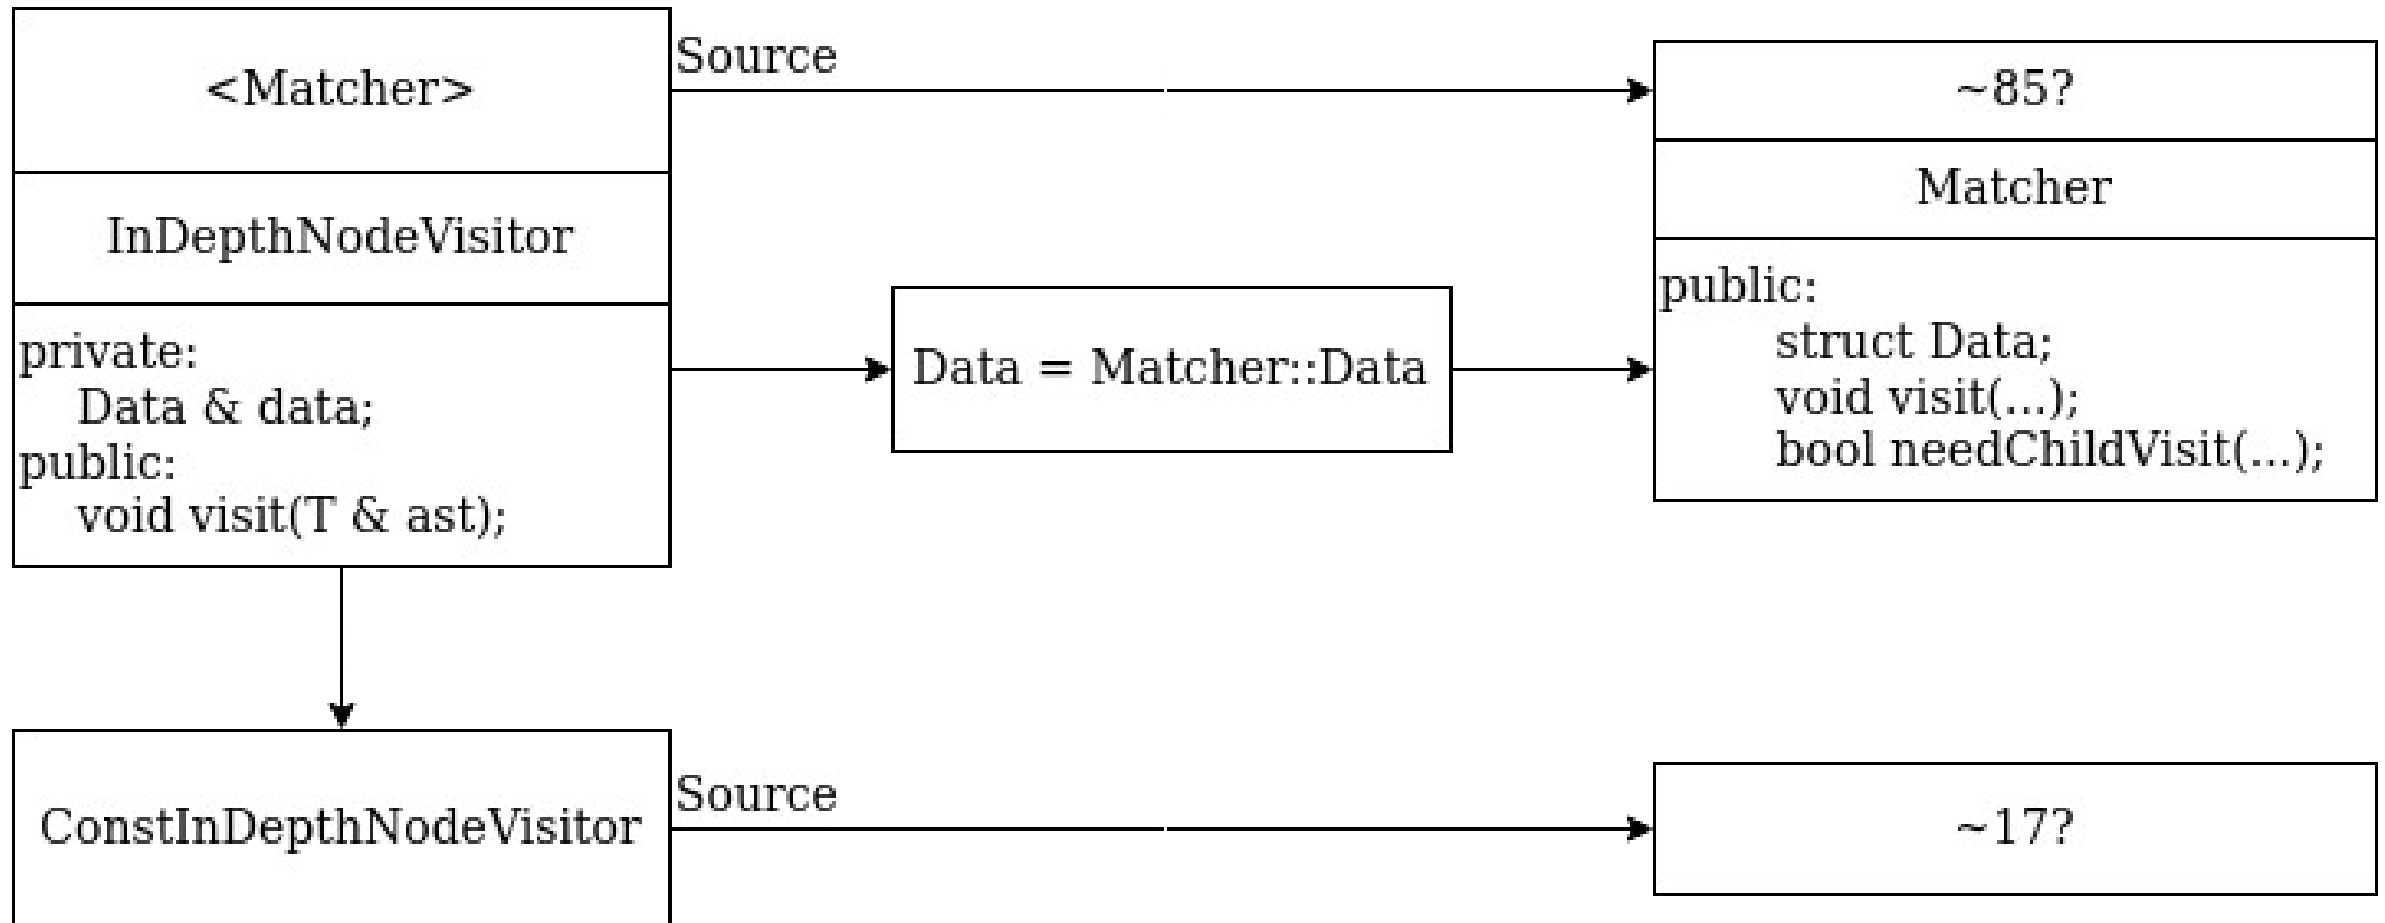 <Matcher>
Source
~85?
Matcher
InDepthNodeVisitor
public:
struct Data;
void visit(...);
bool needChildVisit(...);
private:
Data & data;
public:
void visit(T & ast);
Data = Matcher::Data
ConstInDepthNodeVisitor
Source
~17?